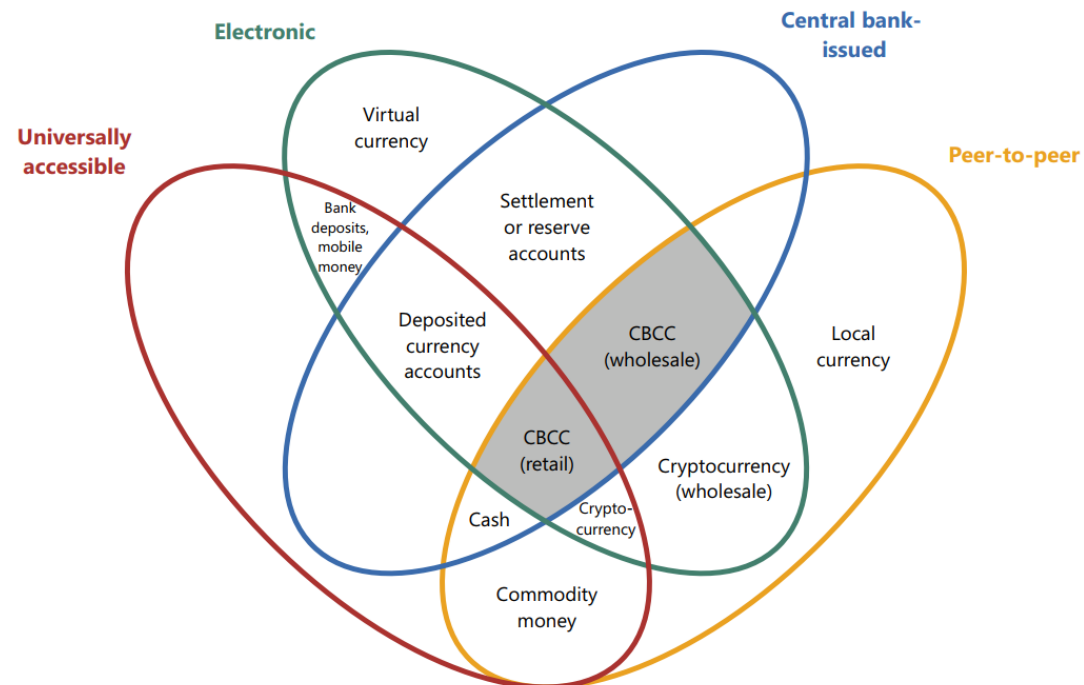 Electronic
Central bank-
issued
Universally
accessible
Peer-to-peer
Virtual
currency
Bank
deposits,
mobile
money
Settlement
or reserve
accounts
Deposited
currency
accounts
CBCC
(wholesale)
Local
currency
CBCC
(retail)
Cryptocurrency
(wholesale)
Cash
Crypto-
currency
Commodity
money